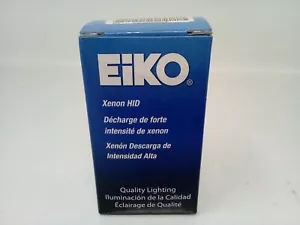 EiKO®
Xenon HID
Décharge de forte
intensité de xenon
Xenón Descarga de
Intensidad Alta
Quality Lighting
Iluminación de la Calidad
Éclairage de Qualité